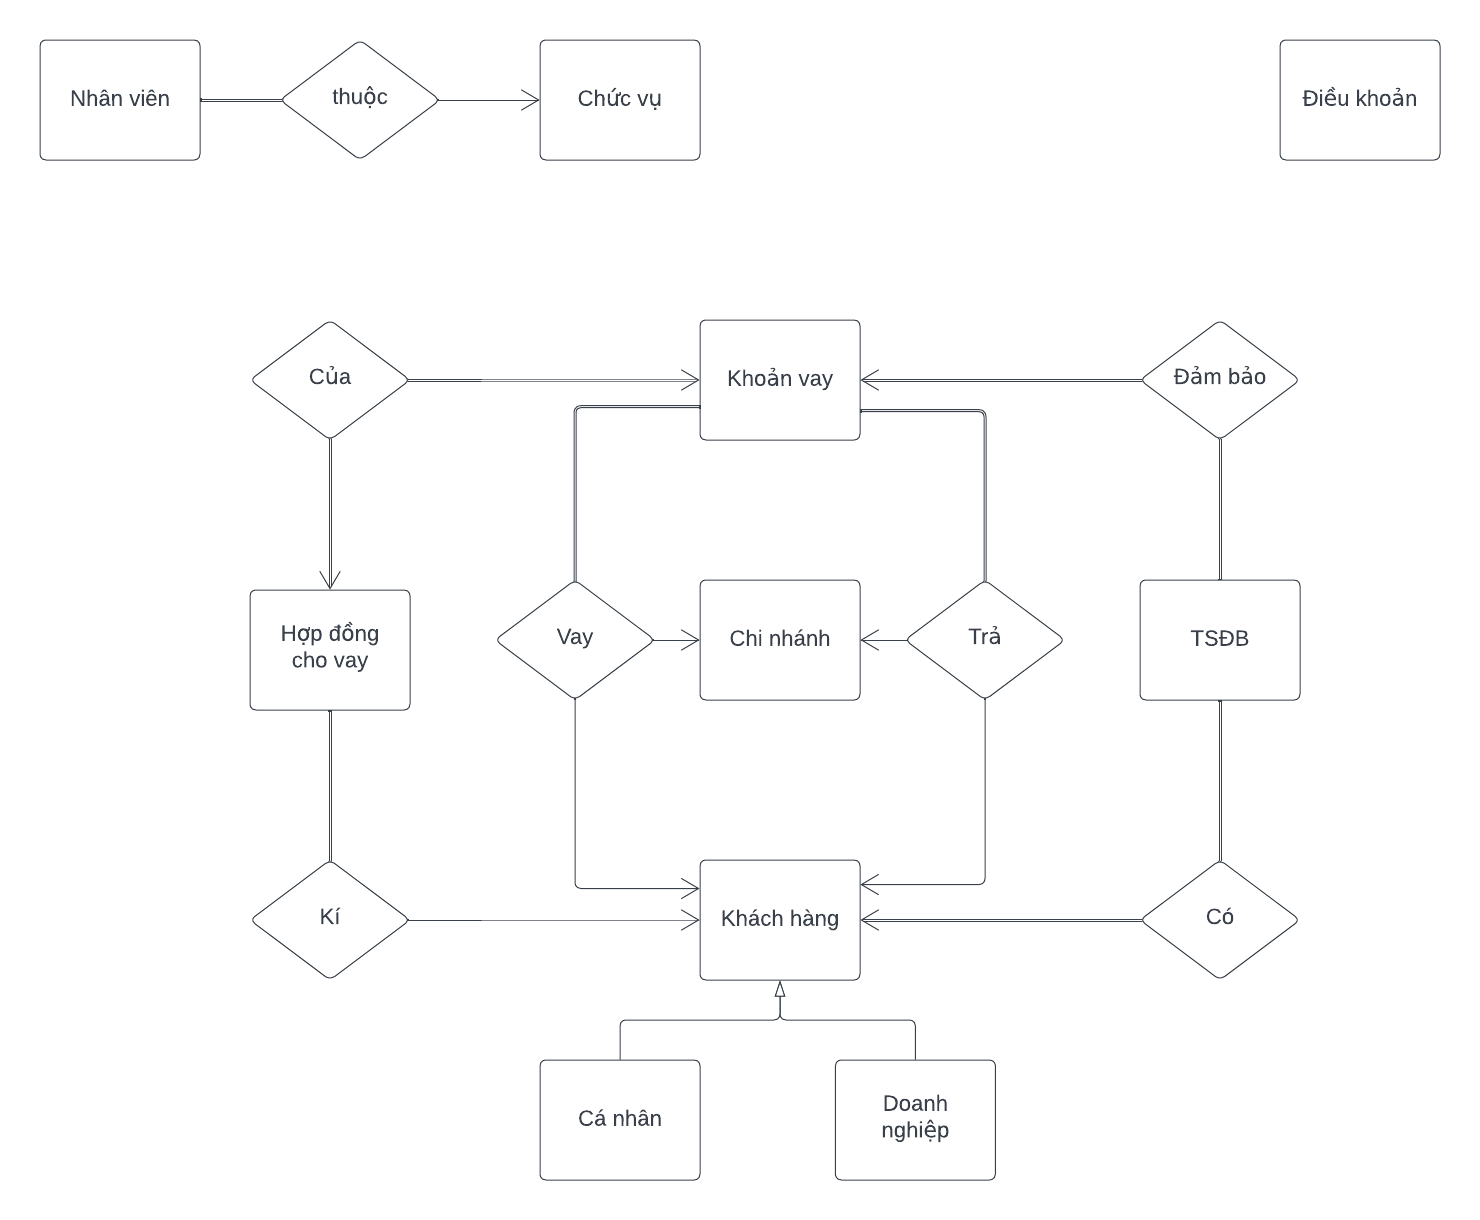 Nhân viên
thuộc
Chức vụ
Điều khoản
Của
Khoản vay
Đảm bảo
Hợp đồng
cho vay
Vay
Chi nhánh
Trả
TSĐB
Kí
Khách hàng
Có
Cá nhân
Doanh
nghiệp